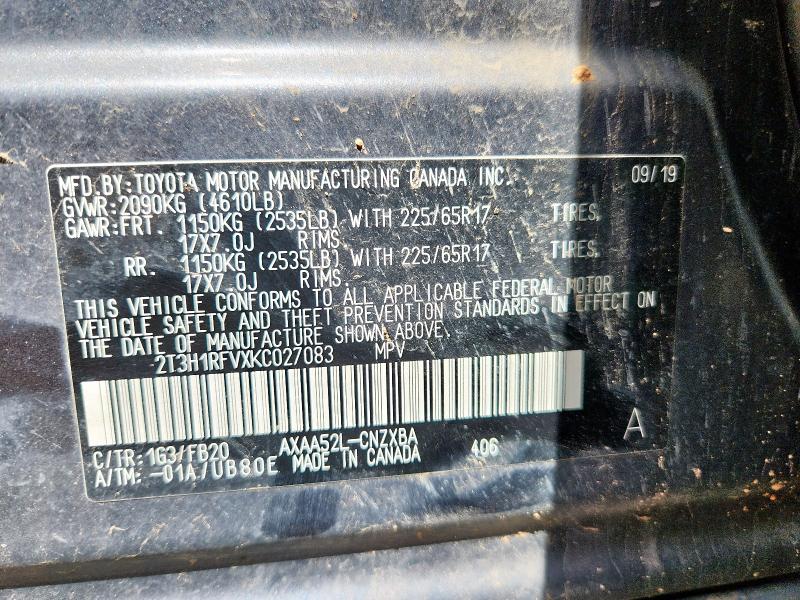 MFD.BY:TOYOTA MOTOR MANUFACTURING CANADA INC. 09/19
GVWR:2090KG (4610LB)
GAWR:FRT. 1150KG (2535LB) WITH 225/65R17 TIRES,
17X7.0J RIMS
RR. 1150KG (2535LB) WITH 225/65R17 TIRES,
17X7.0J RIMS
THIS VEHICLE CONFORMS TO ALL APPLICABLE FEDERAL MOTOR
VEHICLE SAFETY AND THEFT PREVENTION STANDARDS IN EFFECT ON
THE DATE OF MANUFACTURE SHOWN ABOVE.
2T3H1RFVXKC027083 MPV
A
C/TR:1G3/FB20 AXAA52L-CNZXBA 406
A/TM:-01A/UB80E MADE IN CANADA